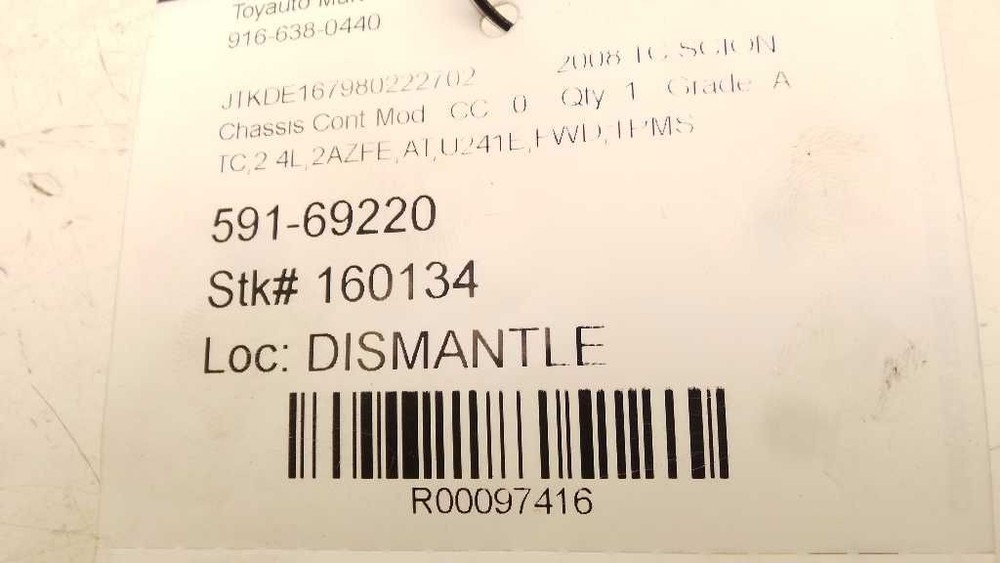 Toyauto
916-638-0440
JTKDE167980222702 2008 TC SCION
Chassis Cont Mod CC 0 Qty 1 Grade A
TC,2 4L,2AZFE,AT,U241E,FWD,TPMS
591-69220
Stk# 160134
Loc: DISMANTLE
R00097416